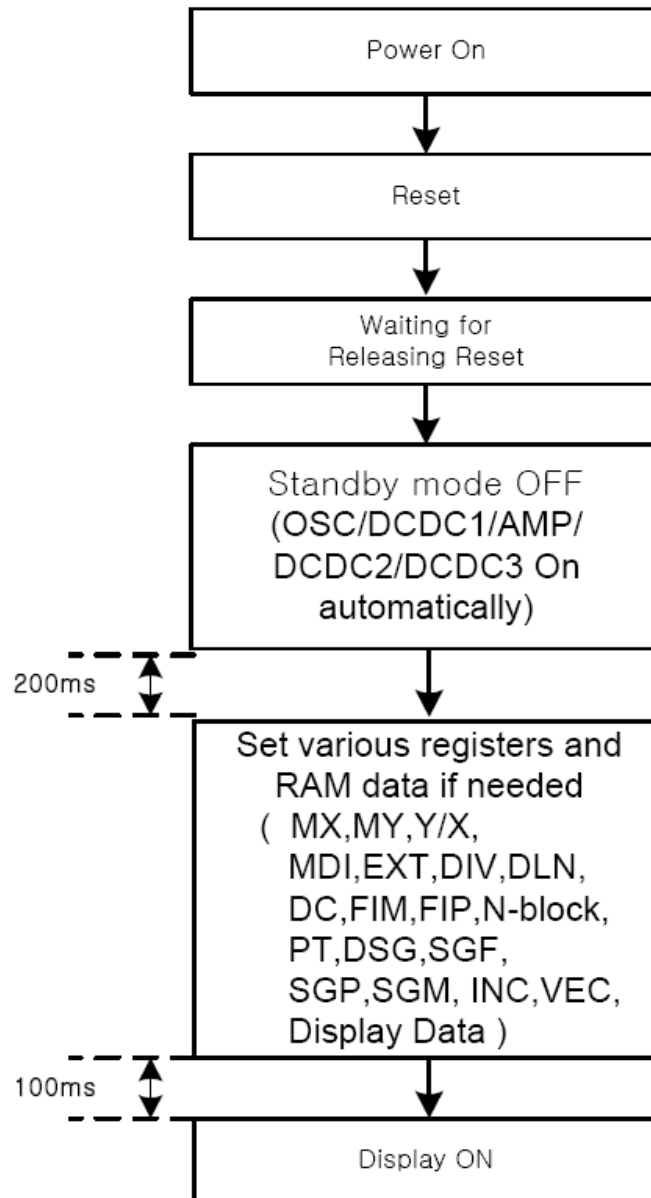 Power On
Reset
Waiting for
Releasing Reset
Standby mode OFF
(OSC/DCDC1/AMP/
DCDC2/DCDC3 On
automatically)
200ms
Set various registers and
RAM data if needed
( MX,MY,Y/X,
MDI,EXT,DIV,DLN,
DC,FIM,FIP,N-block,
PT,DSG,SGF,
SGP,SGM, INC,VEC,
Display Data )
100ms
Display ON